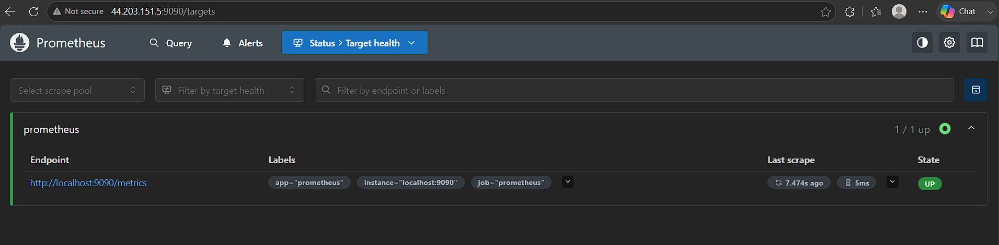 Not secure 44.203.151.5:9090/targets Chat
Prometheus Query Alerts Status > Target health
Select scrape pool Filter by target health Filter by endpoint or labels
prometheus 1 / 1 up
Endpoint Labels Last scrape State
http://localhost:9090/metrics app="prometheus" instance="localhost:9090" job="prometheus" 7.474s ago 5ms UP